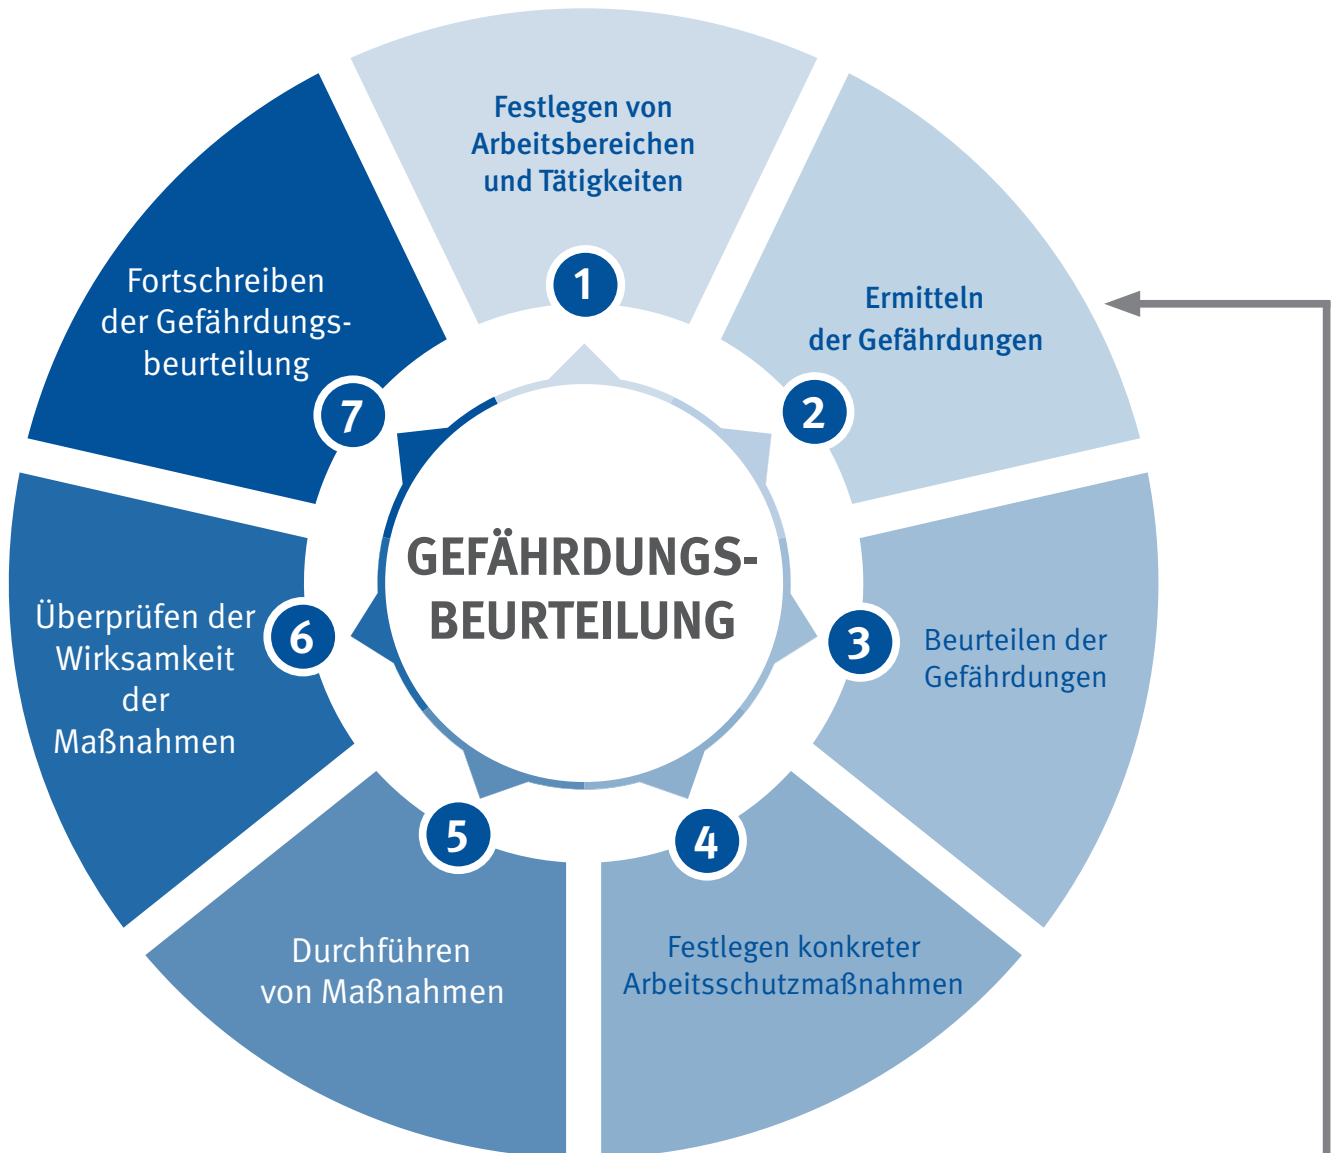 Festlegen von
Arbeitsbereichen
und Tätigkeiten
1
Ermitteln
der Gefährdungen
2
Beurteilen der
Gefährdungen
3
Festlegen konkreter
Arbeitsschutzmaßnahmen
4
Durchführen
von Maßnahmen
5
Überprüfen der
Wirksamkeit
der
Maßnahmen
6
Fortschreiben
der Gefährdungs-
beurteilung
7
GEFÄHRDUNGS-
BEURTEILUNG